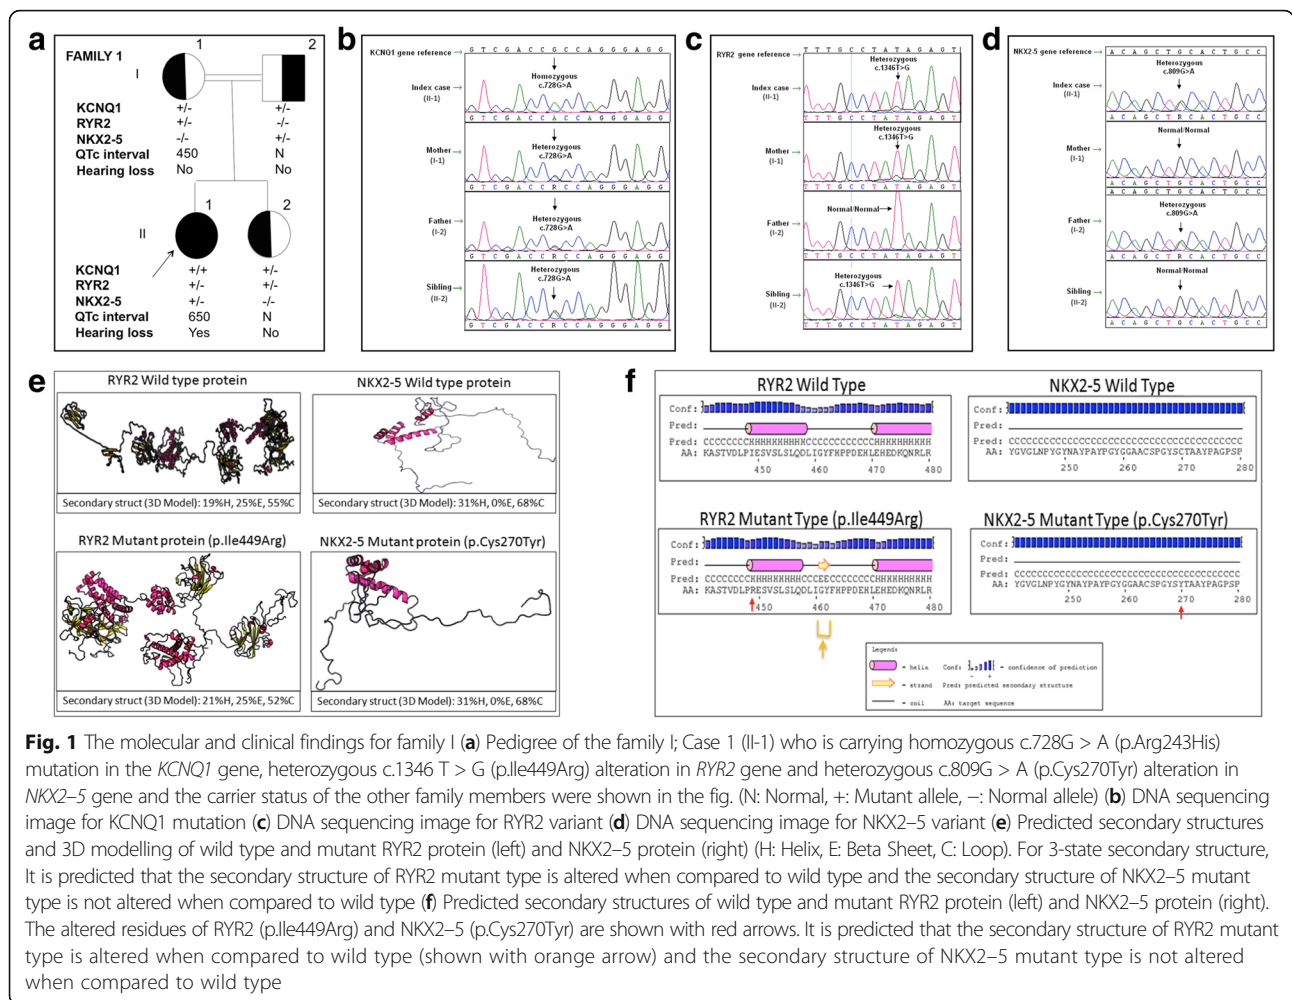 a
FAMILY 1
1
2
I
KCNQ1 +/- +/-
RYR2 +/- -/-
NKX2-5 -/- +/-
QTc interval 450 N
Hearing loss No No
1
2
II
KCNQ1 +/+ +/-
RYR2 +/- +/-
NKX2-5 +/- -/-
QTc interval 650 N
Hearing loss Yes No
b
KCNQ1 gene reference → G T C G A C C G C C A G G G A G G
Homozygous
c.728G>A
Index case →
(II-1)
G T C G A C C A C C A G G G A G G
Heterozygous
c.728G>A
Mother →
(I-1)
G T C G A C C R C C A G G G A G G
Heterozygous
c.728G>A
Father →
(I-2)
G T C G A C C R C C A G G G A G G
Heterozygous
c.728G>A
Sibling →
(II-2)
G T C G A C C R C C A G G G A G G
c
RYR2 gene reference → T T T G C C T A T A G A G T
Heterozygous
c.1346T>G
Index case →
(II-1)
T T T G C C T A T A G A G T
Heterozygous
c.1346T>G
Mother →
(I-1)
T T T G C C T A T A G A G T
Normal/Normal
Father →
(I-2)
T T T G C C T A T A G A G T
Heterozygous
c.1346T>G
Sibling →
(II-2)
T T T G C C T A T A G A G T
d
NKX2-5 gene reference → A C A G C T G C A C T G C C
Heterozygous
c.809G>A
Index case →
(II-1)
A C A G C T R C A C T G C C
Normal/Normal
Mother →
(I-1)
A C A G C T G C A C T G C C
A C A G C T G C A C T G C C
Heterozygous
c.809G>A
Father →
(I-2)
A C A G C T R C A C T G C C
Normal/Normal
Sibling →
(II-2)
A C A G C T G C A C T G C C
e
RYR2 Wild type protein
Secondary struct (3D Model): 19%H, 25%E, 55%C
NKX2-5 Wild type protein
Secondary struct (3D Model): 31%H, 0%E, 68%C
RYR2 Mutant protein (p.Ile449Arg)
Secondary struct (3D Model): 21%H, 25%E, 52%C
NKX2-5 Mutant protein (p.Cys270Tyr)
Secondary struct (3D Model): 31%H, 0%E, 68%C
f
RYR2 Wild Type
Conf:
Pred:
Pred: CCCCCCCCHHHHHHHHHHCCCCCCCCCCCCHHHHHHHHHH
AA: KASTVDLPIESVSLSLQDLIGYFHPPDEHLEHEDKQNRLR
450 460 470 480
NKX2-5 Wild Type
Conf:
Pred:
Pred: CCCCCCCCCCCCCCCCCCCCCCCCCCCCCCCCCCCCCCCC
AA: YGVGLNPYGYNAYPAYPGYGGAACSPGYSCTAAYPAGPSP
250 260 270 280
RYR2 Mutant Type (p.Ile449Arg)
Conf:
Pred:
Pred: CCCCCCCCHHHHHHHHHCCCEECCCCCCCCHHHHHHHHHH
AA: KASTVDLPRESVSLSLQDLIGYFHPPDEHLEHEDKQNRLR
450 460 470 480
NKX2-5 Mutant Type (p.Cys270Tyr)
Conf:
Pred:
Pred: CCCCCCCCCCCCCCCCCCCCCCCCCCCCCCCCCCCCCCCC
AA: YGVGLNPYGYNAYPAYPGYGGAACSPGYSYTAAYPAGPSP
250 260 270 280
Legend:
= helix Conf: = confidence of prediction
- +
= strand Pred: predicted secondary structure
= coil AA: target sequence
Fig. 1 The molecular and clinical findings for family I (a) Pedigree of the family I; Case 1 (II-1) who is carrying homozygous c.728G > A (p.Arg243His)
mutation in the KCNQ1 gene, heterozygous c.1346 T > G (p.Ile449Arg) alteration in RYR2 gene and heterozygous c.809G > A (p.Cys270Tyr) alteration in
NKX2–5 gene and the carrier status of the other family members were shown in the fig. (N: Normal, +: Mutant allele, −: Normal allele) (b) DNA sequencing
image for KCNQ1 mutation (c) DNA sequencing image for RYR2 variant (d) DNA sequencing image for NKX2–5 variant (e) Predicted secondary structures
and 3D modelling of wild type and mutant RYR2 protein (left) and NKX2–5 protein (right) (H: Helix, E: Beta Sheet, C: Loop). For 3-state secondary structure,
It is predicted that the secondary structure of RYR2 mutant type is altered when compared to wild type and the secondary structure of NKX2–5 mutant
type is not altered when compared to wild type (f) Predicted secondary structures of wild type and mutant RYR2 protein (left) and NKX2–5 protein (right).
The altered residues of RYR2 (p.Ile449Arg) and NKX2–5 (p.Cys270Tyr) are shown with red arrows. It is predicted that the secondary structure of RYR2 mutant
type is altered when compared to wild type (shown with orange arrow) and the secondary structure of NKX2–5 mutant type is not altered
when compared to wild type